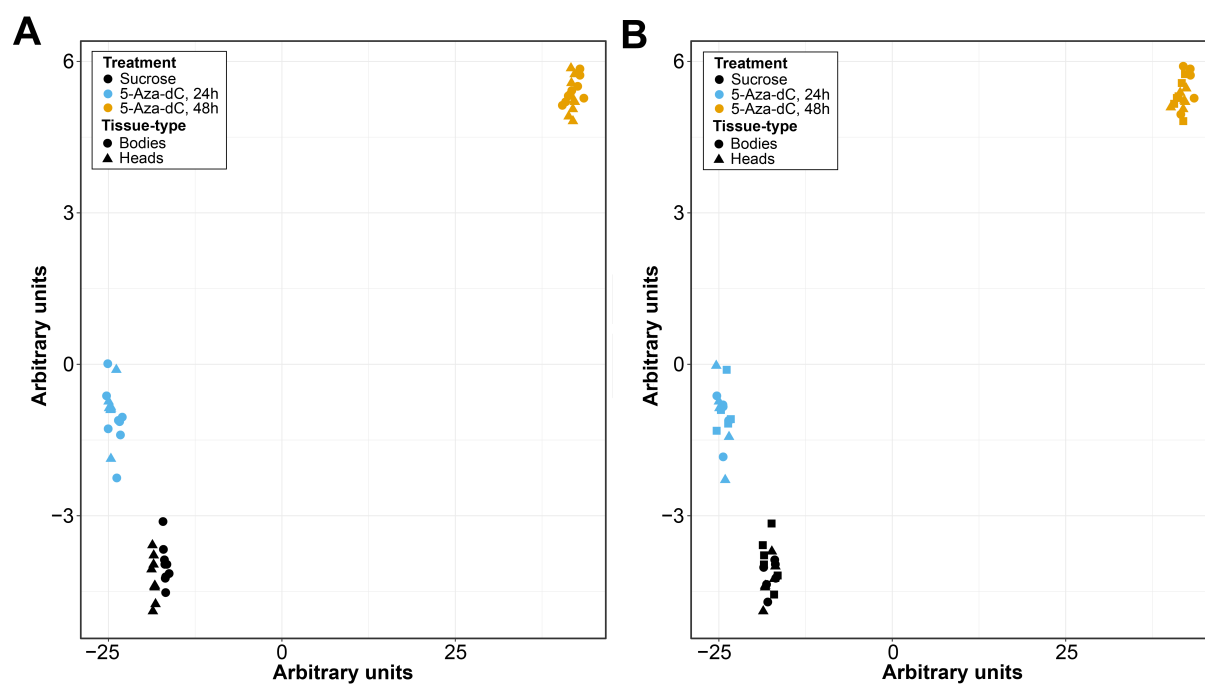 A
Treatment
Sucrose
5-Aza-dC, 24h
5-Aza-dC, 48h
Tissue-type
Bodies
Heads
6
3
0
−3
−25
0
25
Arbitrary units
Arbitrary units
B
Treatment
Sucrose
5-Aza-dC, 24h
5-Aza-dC, 48h
Tissue-type
Bodies
Heads
6
3
0
−3
−25
0
25
Arbitrary units
Arbitrary units